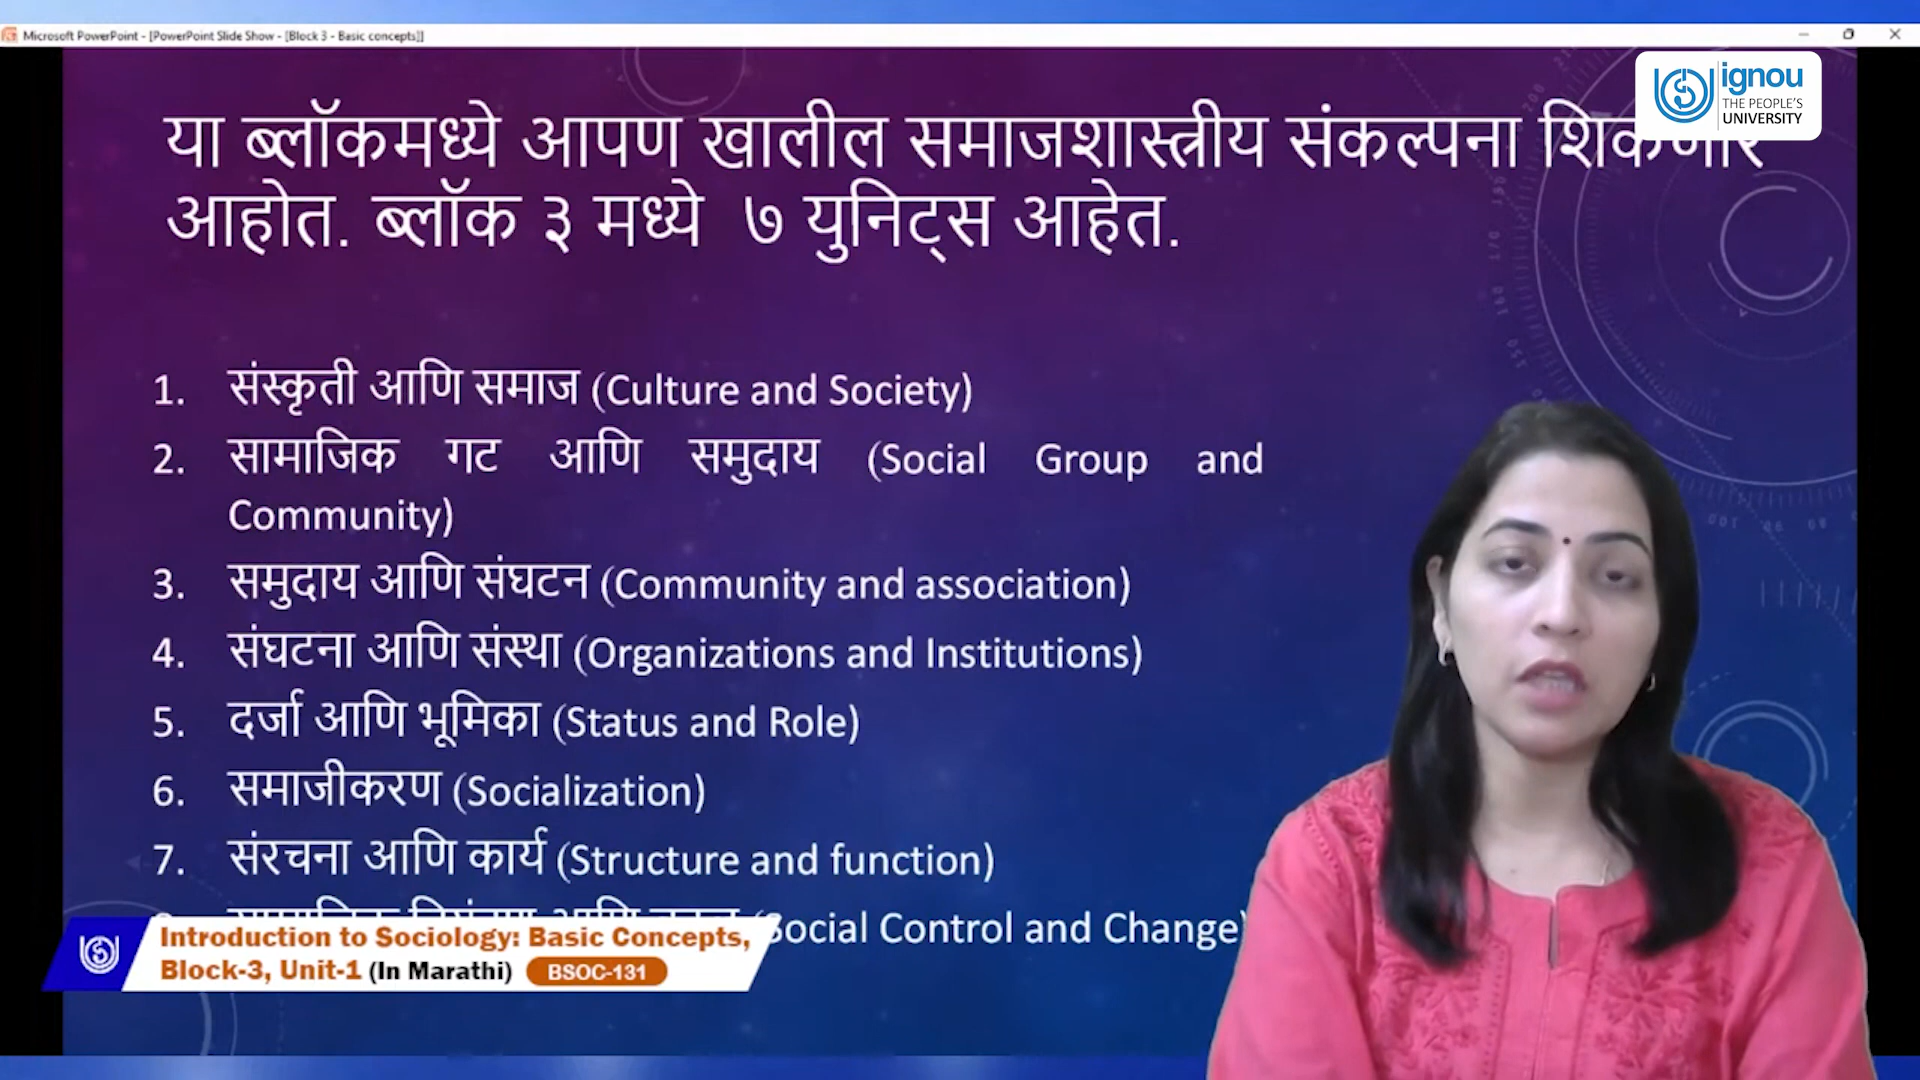 Microsoft PowerPoint - [PowerPoint Slide Show - [Block 3 - Basic concepts]]
ignou
THE PEOPLE'S
UNIVERSITY
या ब्लॉकमध्ये आपण खालील समाजशास्त्रीय संकल्पना
आहोत. ब्लॉक ३ मध्ये ७ युनिट्स आहेत.
1. संस्कृती आणि समाज (Culture and Society)
2. सामाजिक गट आणि समुदाय (Social Group and
Community)
3. समुदाय आणि संघटन (Community and association)
4. संघटना आणि संस्था (Organizations and Institutions)
5. दर्जा आणि भूमिका (Status and Role)
6. समाजीकरण (Socialization)
7. संरचना आणि कार्य (Structure and function)
Social Control and Change)
Introduction to Sociology: Basic Concepts,
Block-3, Unit-1 (In Marathi) BSOC-131